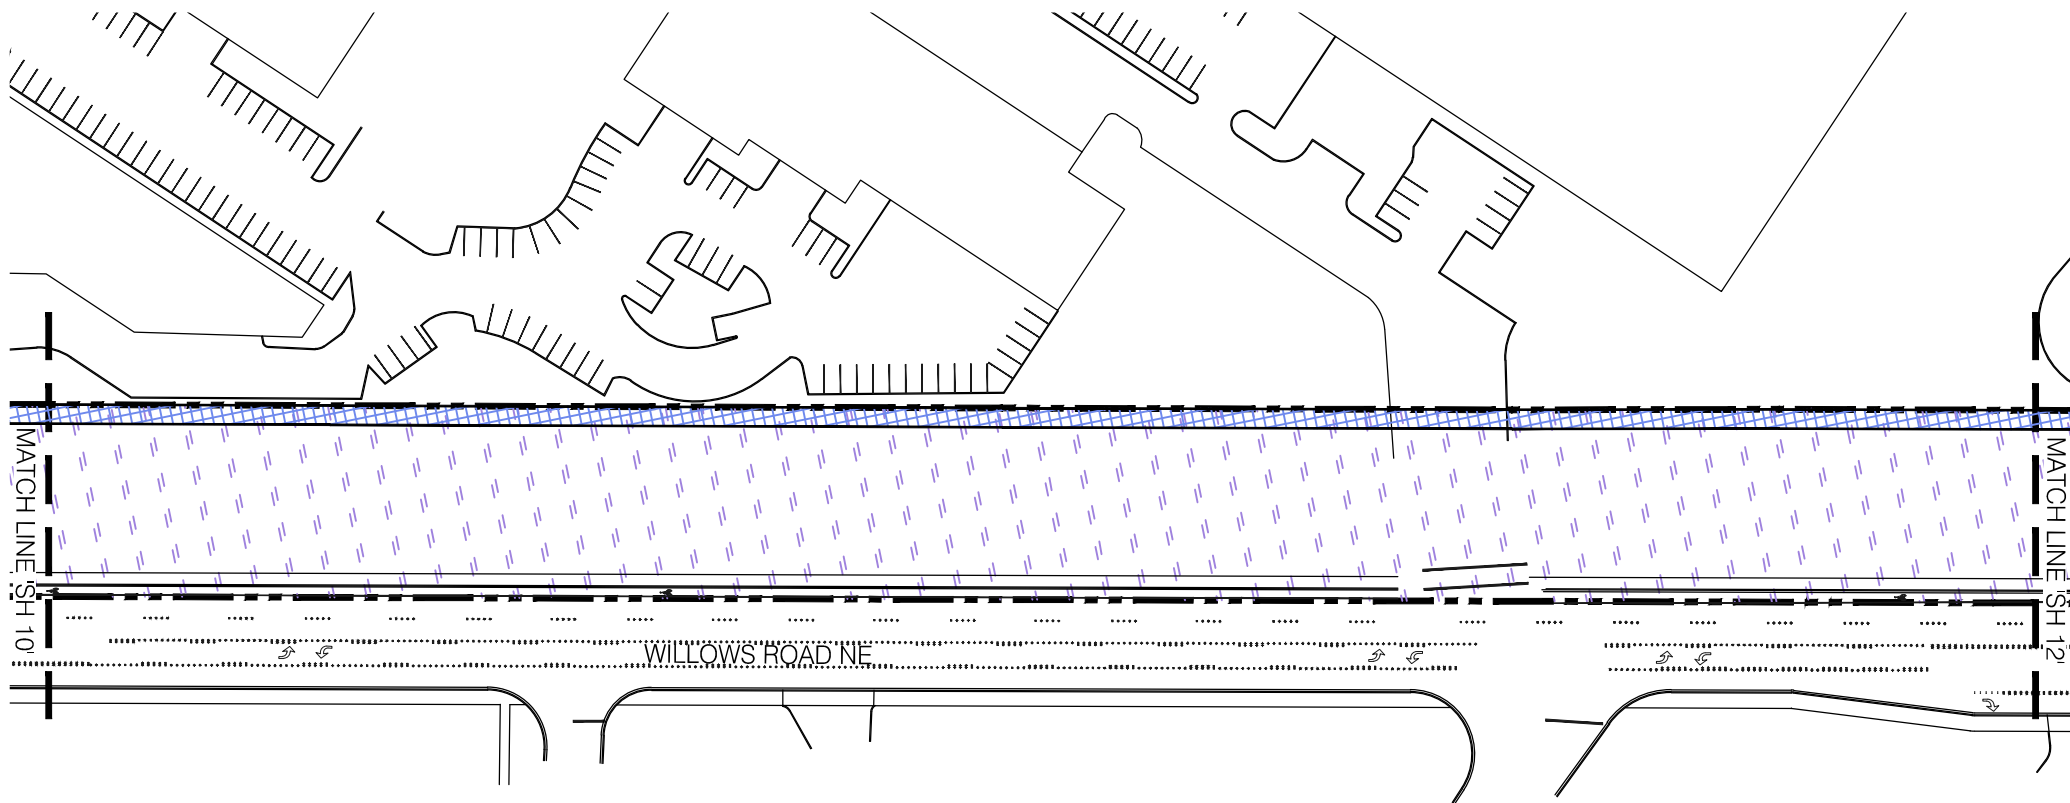 MATCH LINE 'SH 10'
WILLOWS ROAD NE
MATCH LINE 'SH 12'